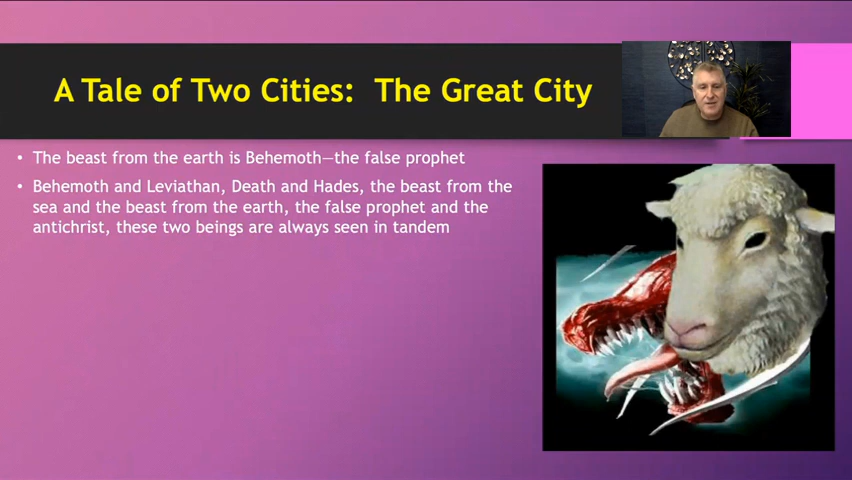 A Tale of Two Cities: The Great City
• The beast from the earth is Behemoth—the false prophet
• Behemoth and Leviathan, Death and Hades, the beast from the
sea and the beast from the earth, the false prophet and the
antichrist, these two beings are always seen in tandem